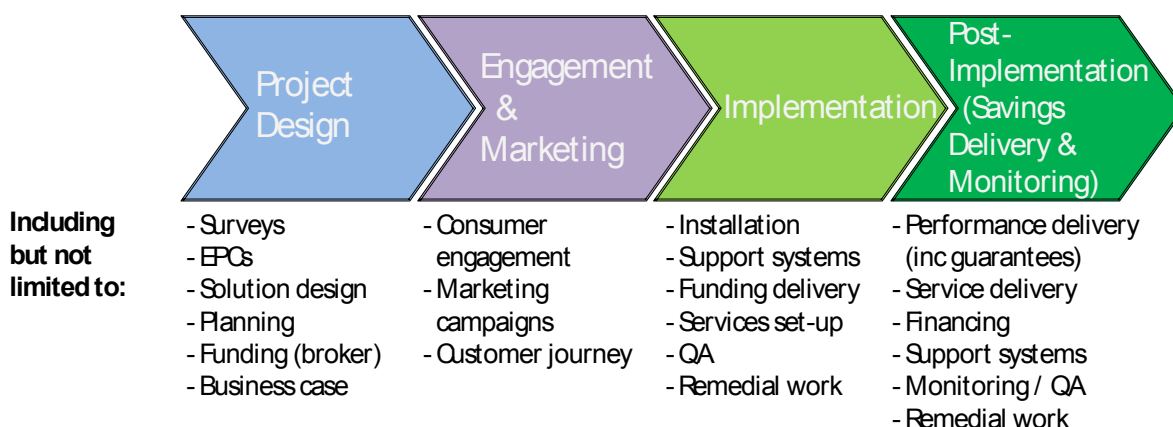 Project
Design
Engagement
&
Marketing
Implementation
Post-
Implementation
(Savings
Delivery &
Monitoring)
Including
but not
limited to:
- Surveys
- EPCs
- Solution design
- Planning
- Funding (broker)
- Business case
- Consumer
engagement
- Marketing
campaigns
- Customer journey
- Installation
- Support systems
- Funding delivery
- Services set-up
- QA
- Remedial work
- Performance delivery
(inc guarantees)
- Service delivery
- Financing
- Support systems
- Monitoring / QA
- Remedial work